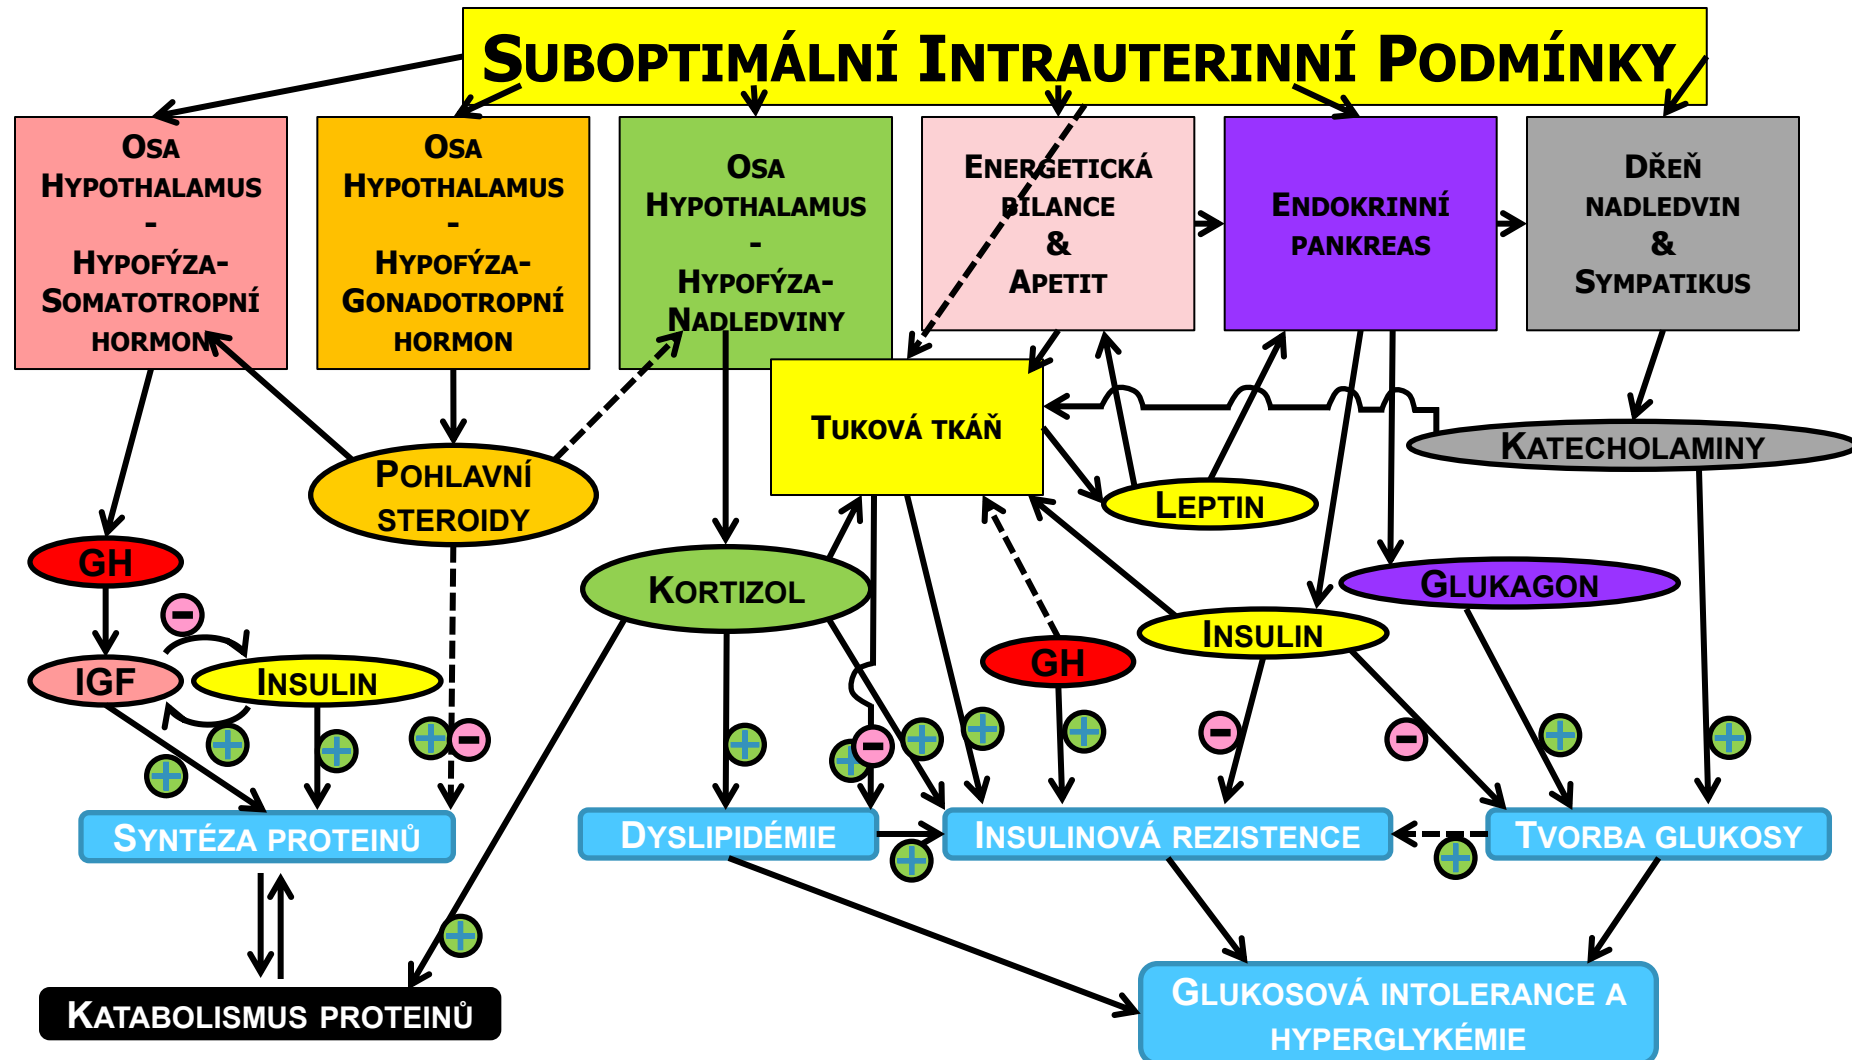 SUBOPTIMÁLNÍ INTRAUTERINNÍ PODMÍNKY
OSA
HYPOTHALAMUS
-
HYPOFÝZA-
SOMATOTROPNÍ
HORMON
OSA
HYPOTHALAMUS
-
HYPOFÝZA-
GONADOTROPNÍ
HORMON
OSA
HYPOTHALAMUS
-
HYPOFÝZA-
NADLEDVINY
ENERGETICKÁ
BILANCE
&
APETIT
ENDOKRINNÍ
PANKREAS
DŘEŇ
NADLEDVIN
&
SYMPATIKUS
TUKOVÁ TKÁŇ
POHLAVNÍ
STEROIDY
LEPTIN
KATECHOLAMINY
GH
KORTIZOL
GLUKAGON
INSULIN
GH
IGF
INSULIN
-
+
+
+
+
-
+
+
-
+
+
+
-
-
+
+
SYNTÉZA PROTEINŮ
DYSLIPIDÉMIE
INSULINOVÁ REZISTENCE
TVORBA GLUKOSY
+
+
+
KATABOLISMUS PROTEINŮ
GLUKOSOVÁ INTOLERANCE A
HYPERGLYKÉMIE